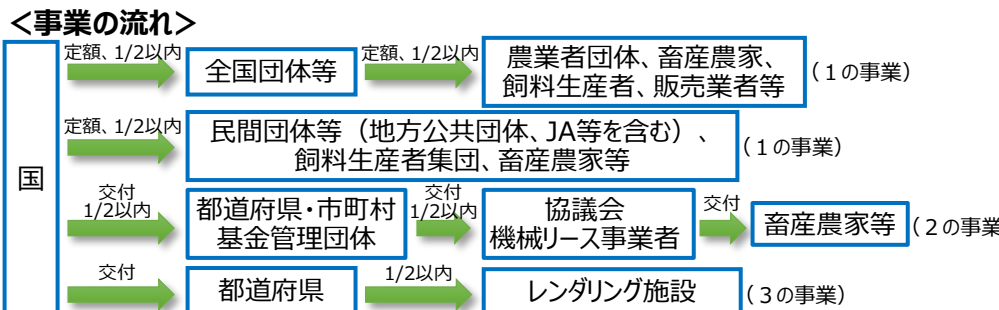 ＜事業の流れ＞
定額、1/2以内
全国団体等
定額、1/2以内
農業者団体、畜産農家、
飼料生産者、販売業者等
（１の事業）
定額、1/2以内
民間団体等（地方公共団体、JA等を含む）、
飼料生産者集団、畜産農家等
（１の事業）
国
交付
1/2以内
都道府県・市町村
基金管理団体
交付
1/2以内
協議会
機械リース事業者
交付
畜産農家等
（２の事業
交付
都道府県
1/2以内
レンダリング施設
（３の事業）